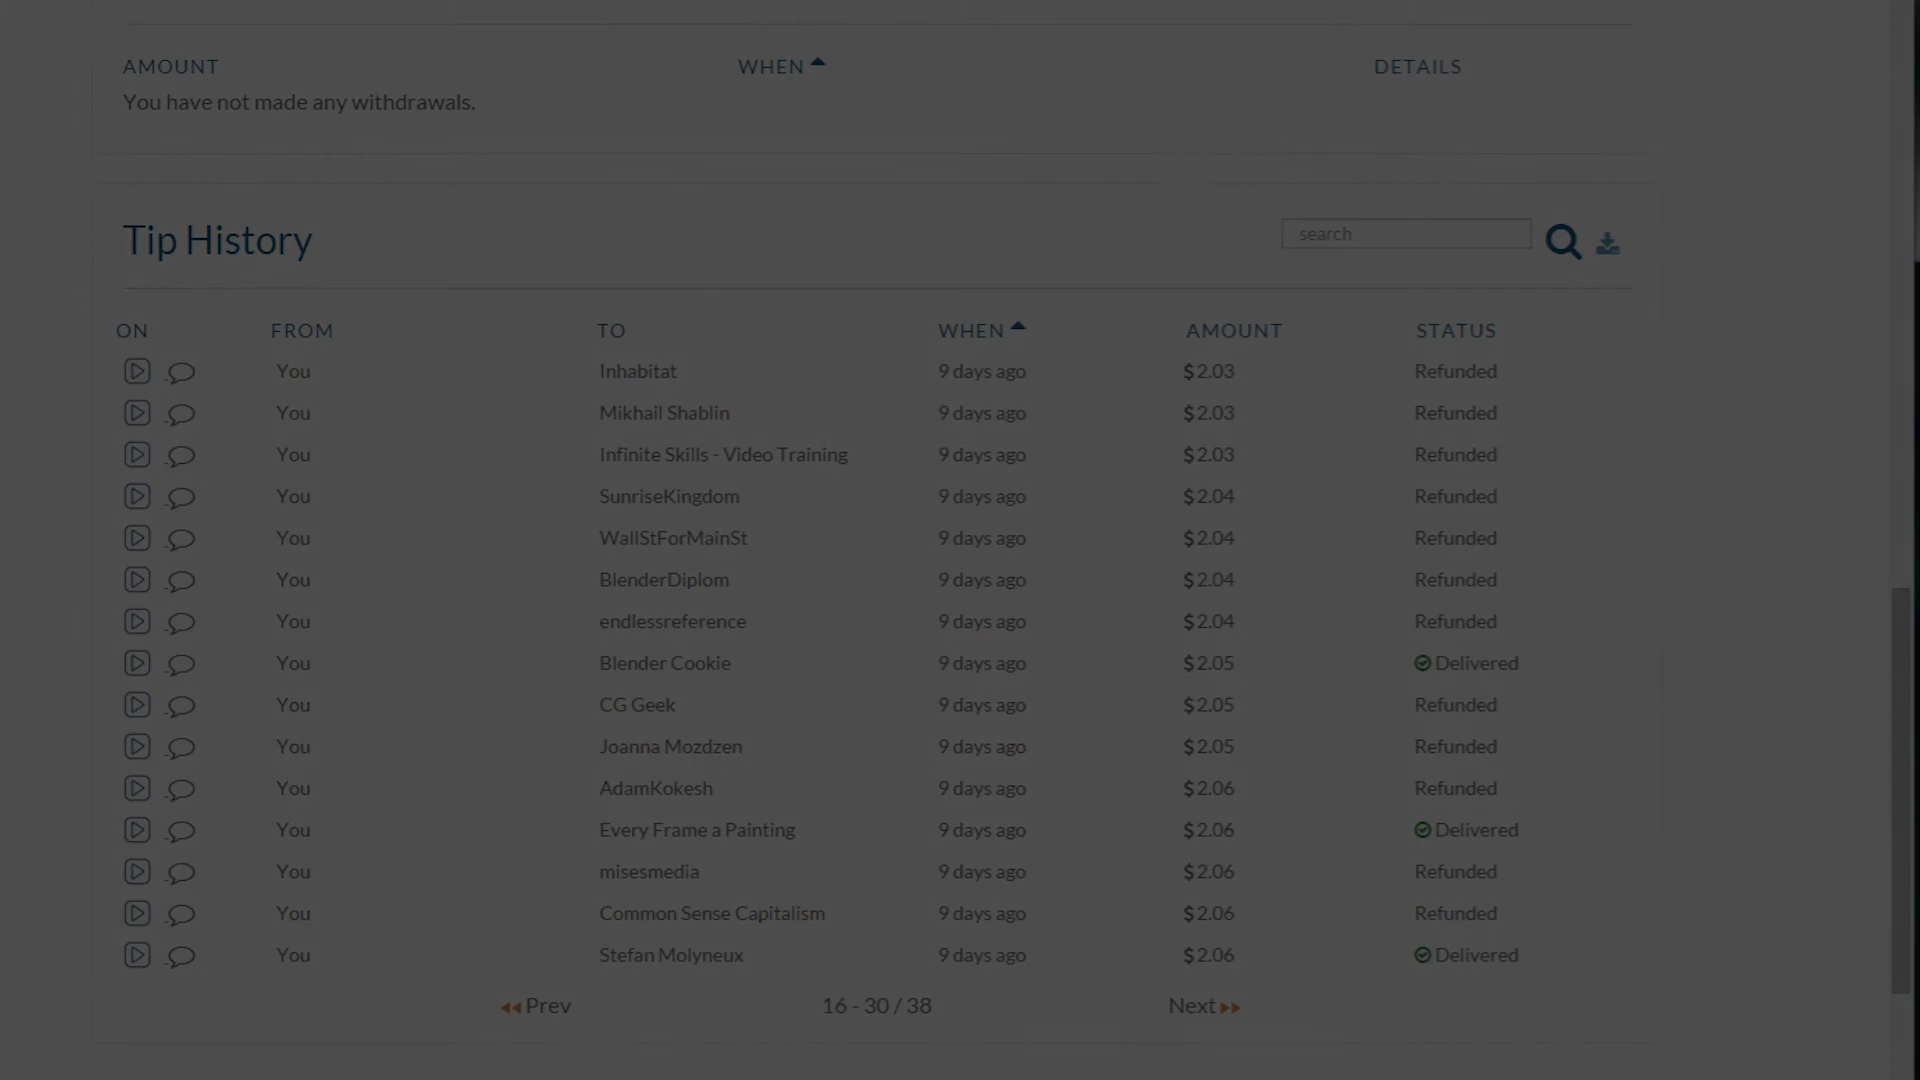 AMOUNT WHEN DETAILS
You have not made any withdrawals.
Tip History search
ON FROM TO WHEN AMOUNT STATUS
You Inhabitat 9 days ago $2.03 Refunded
You Mikhail Shablin 9 days ago $2.03 Refunded
You Infinite Skills - Video Training 9 days ago $2.03 Refunded
You SunriseKingdom 9 days ago $2.04 Refunded
You WallStForMainSt 9 days ago $2.04 Refunded
You BlenderDiplom 9 days ago $2.04 Refunded
You endlessreference 9 days ago $2.04 Refunded
You Blender Cookie 9 days ago $2.05 Delivered
You CG Geek 9 days ago $2.05 Refunded
You Joanna Mozdzen 9 days ago $2.05 Refunded
You AdamKokesh 9 days ago $2.06 Refunded
You Every Frame a Painting 9 days ago $2.06 Delivered
You misesmedia 9 days ago $2.06 Refunded
You Common Sense Capitalism 9 days ago $2.06 Refunded
You Stefan Molyneux 9 days ago $2.06 Delivered
Prev 16 - 30 / 38 Next